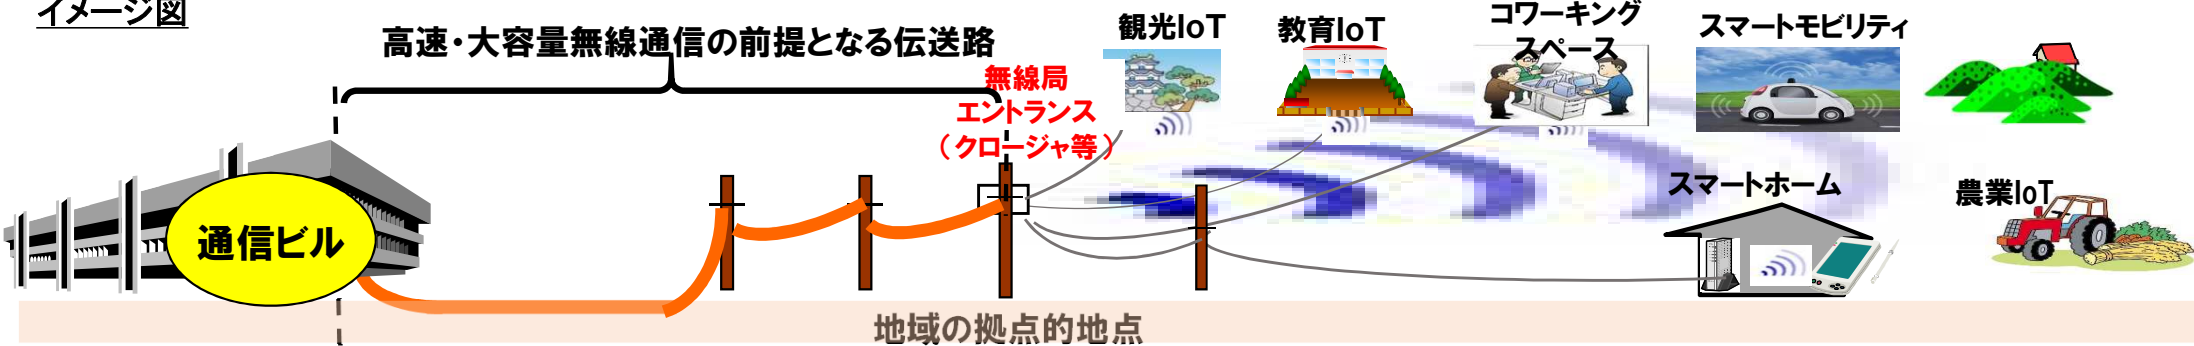 イメージ図
高速・大容量無線通信の前提となる伝送路
無線局
エントランス
（クロージャ等）
観光IoT
教育IoT
コワーキング
スペース
スマートモビリティ
通信ビル
スマートホーム
農業IoT
地域の拠点的地点